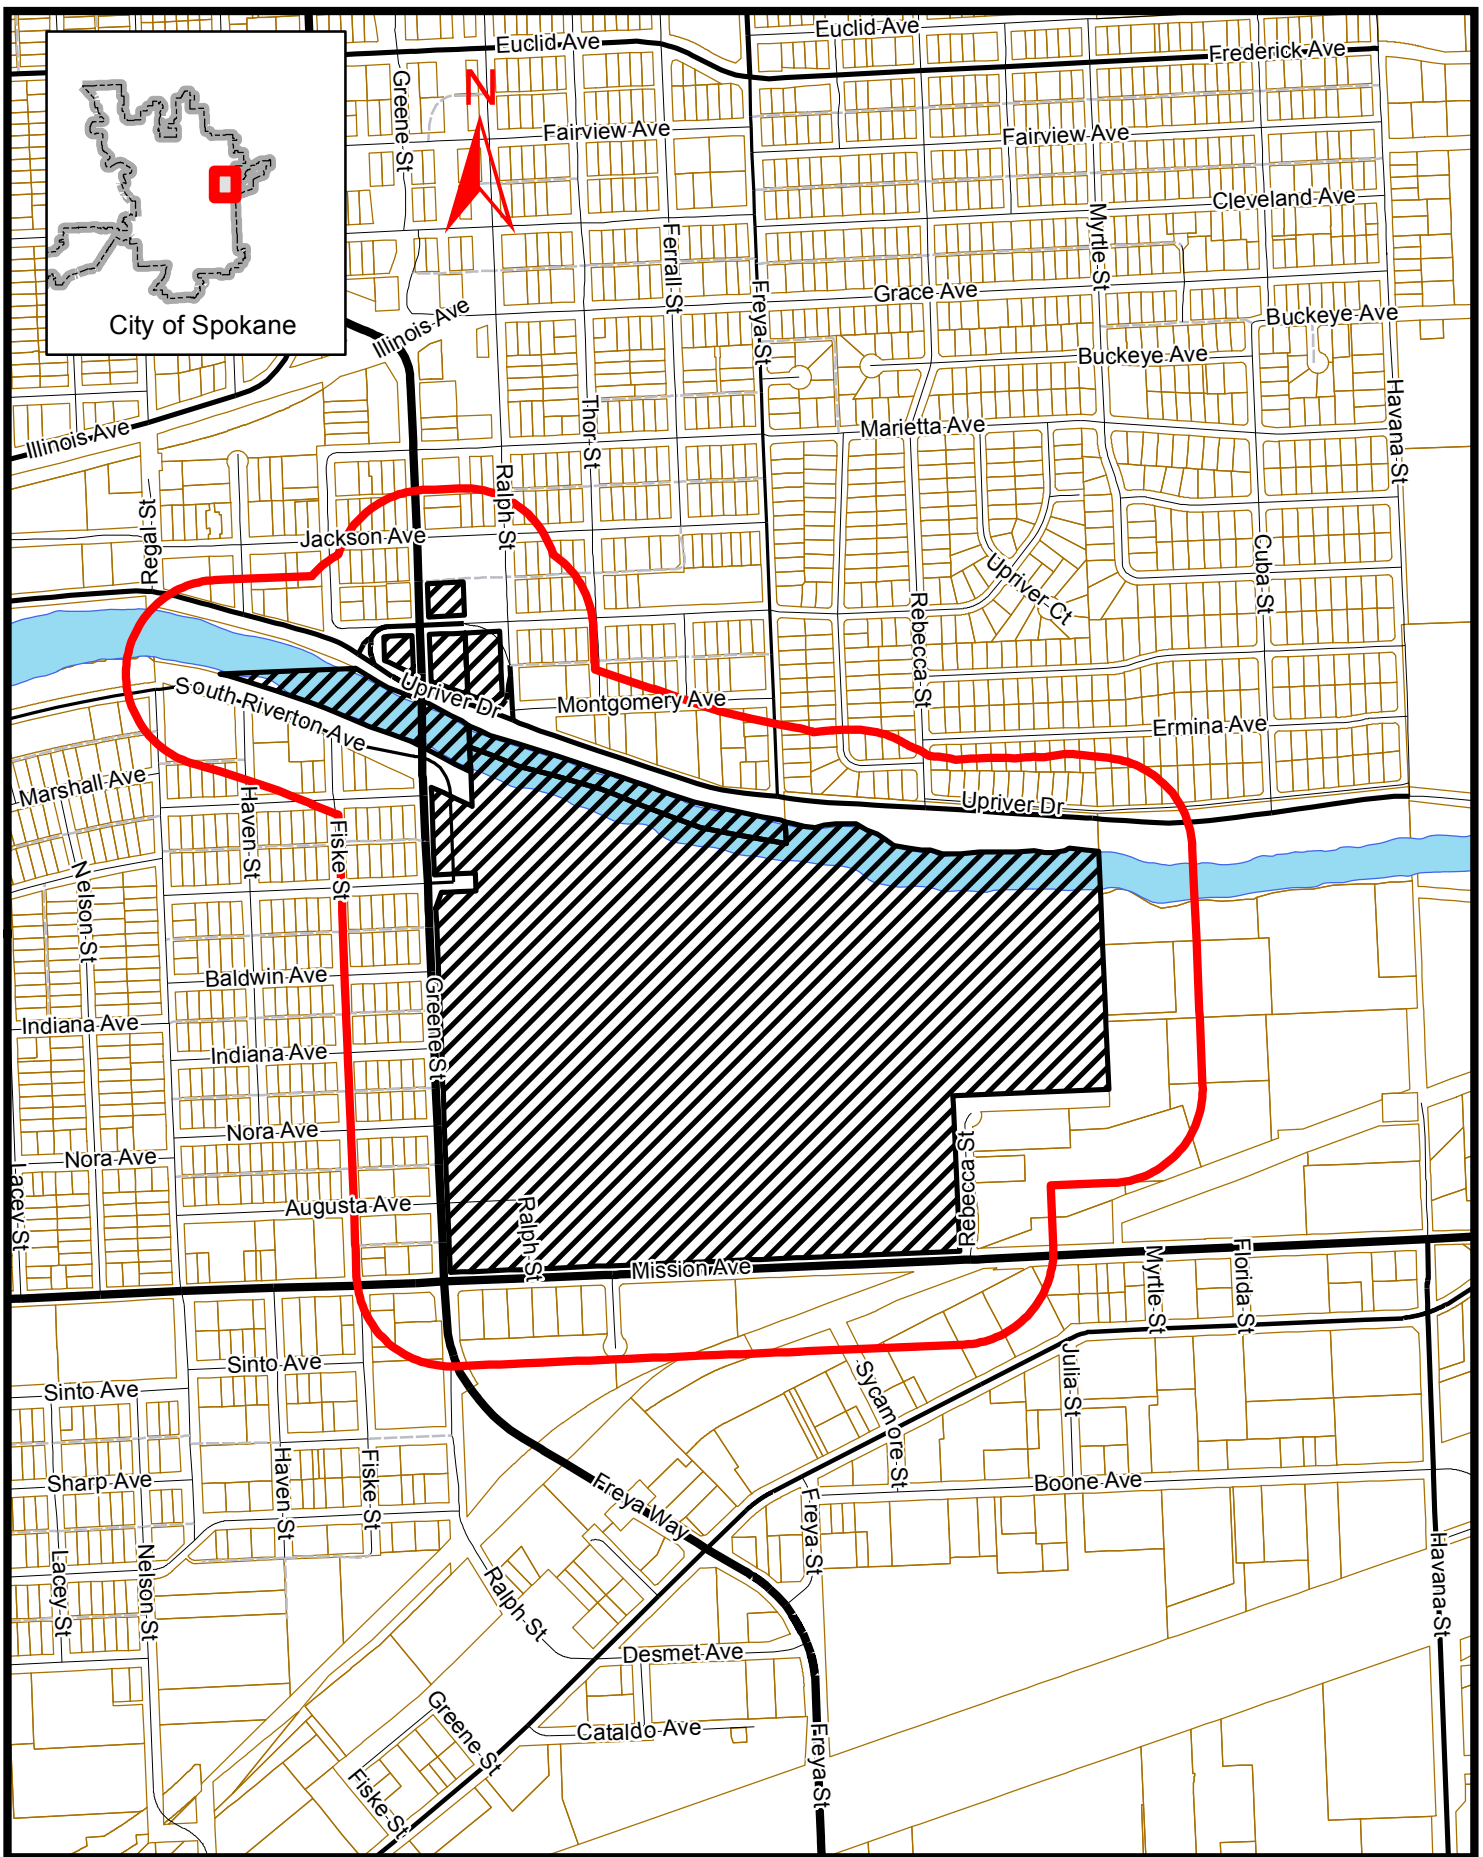 Euclid Ave
Euclid Ave
Frederick Ave
N
Greene St
Fairview Ave
Fairview Ave
Cleveland Ave
Myrtle St
Ferrall St
Freya St
Grace Ave
Buckeye Ave
City of Spokane
Illinois Ave
Buckeye Ave
Havana St
Illinois Ave
Thor St
Marietta Ave
Ralph St
Regal St
Jackson Ave
Upriver Ct
Cuba St
Rebecca St
South Riverton Ave
Upriver Dr
Montgomery Ave
Ermina Ave
Marshall Ave
Haven St
Fiske St
Upriver Dr
Nelson St
Baldwin Ave
Greene St
Indiana Ave
Indiana Ave
Nora Ave
Nora Ave
Lacey St
Augusta Ave
Ralph St
Rebecca St
Mission Ave
Myrtle St
Florida St
Sinto Ave
Sinto Ave
Sycamore St
Julia St
Sharp Ave
Haven St
Fiske St
Freya Way
Freya St
Boone Ave
Lacey St
Nelson St
Ralph St
Havana St
Desmet Ave
Greene St
Cataldo Ave
Freya St
Fiske St